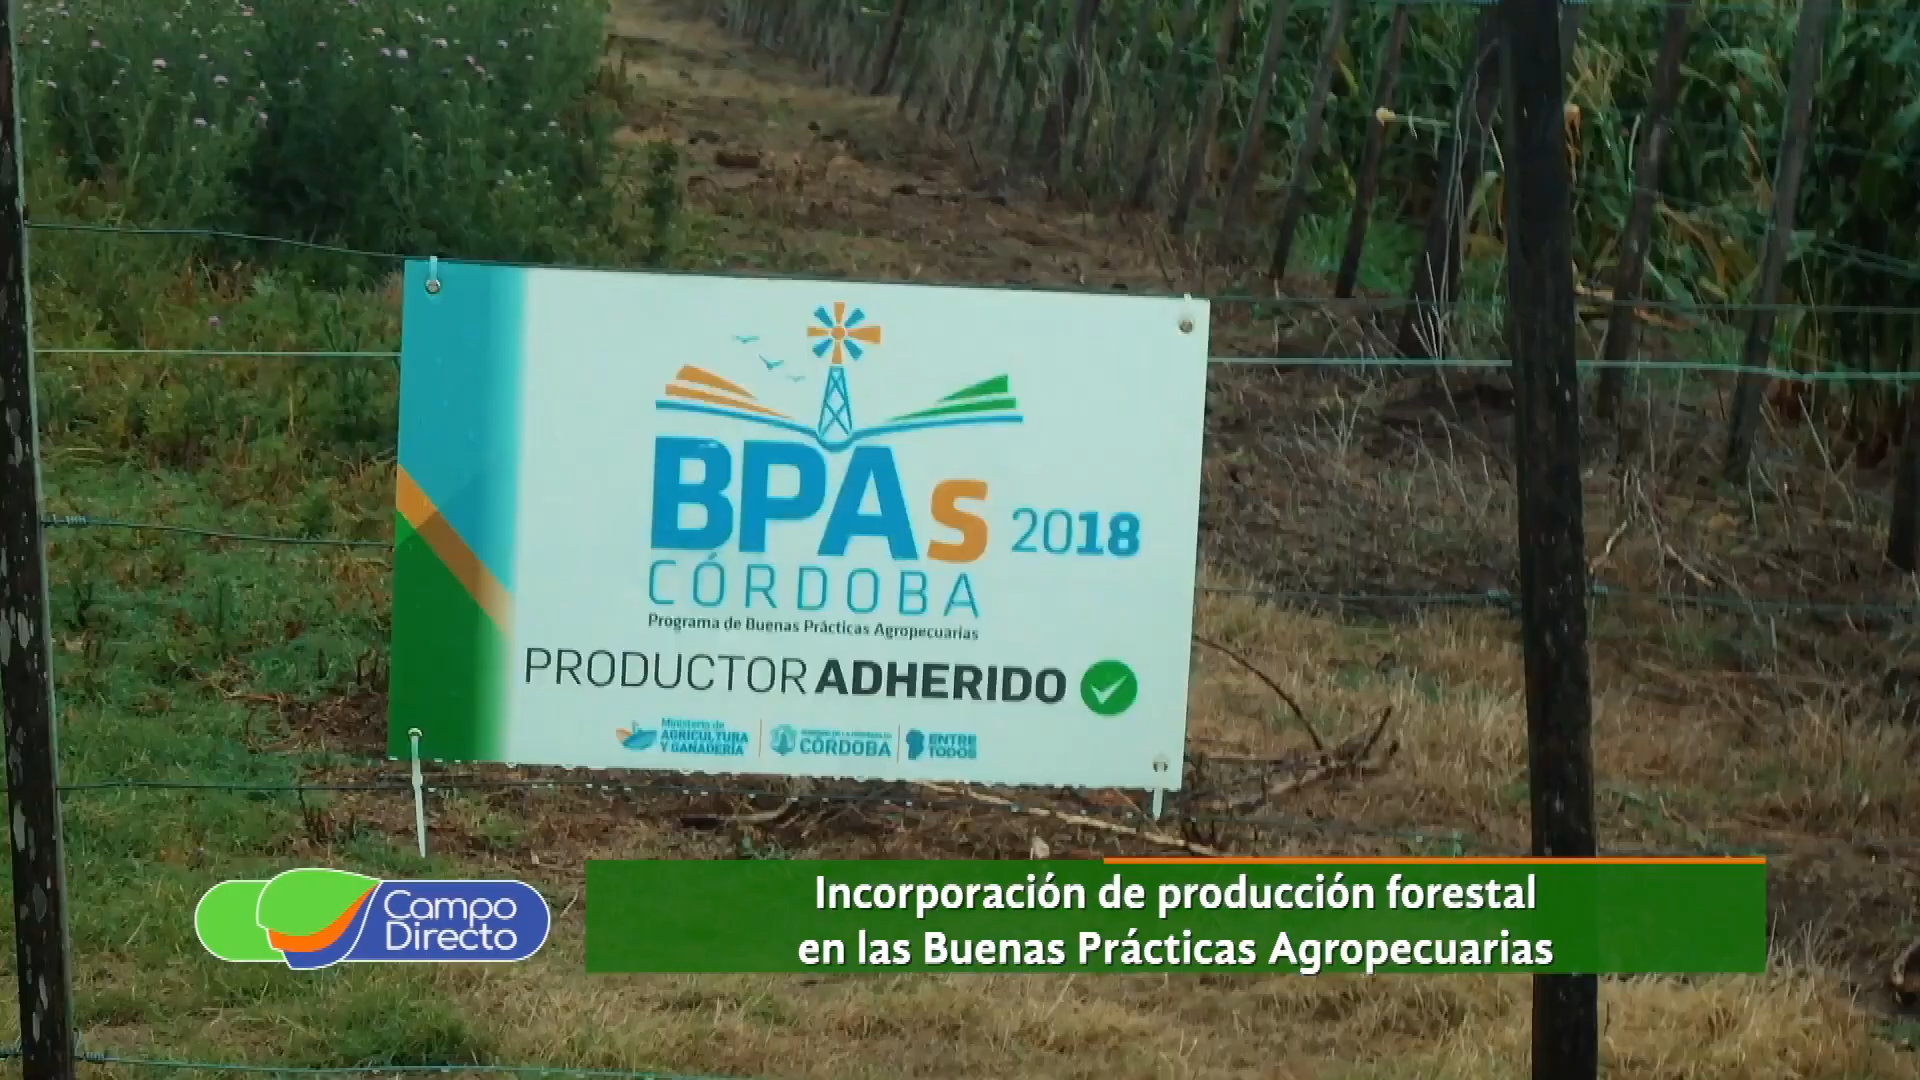 BPAs 2018
CÓRDOBA
Programa de Buenas Prácticas Agropecuarias
PRODUCTOR ADHERIDO
Ministerio de
AGRICULTURA
Y GANADERÍA
CÓRDOBA
ENTRE
TODOS
Campo
Directo
Incorporación de producción forestal
en las Buenas Prácticas Agropecuarias